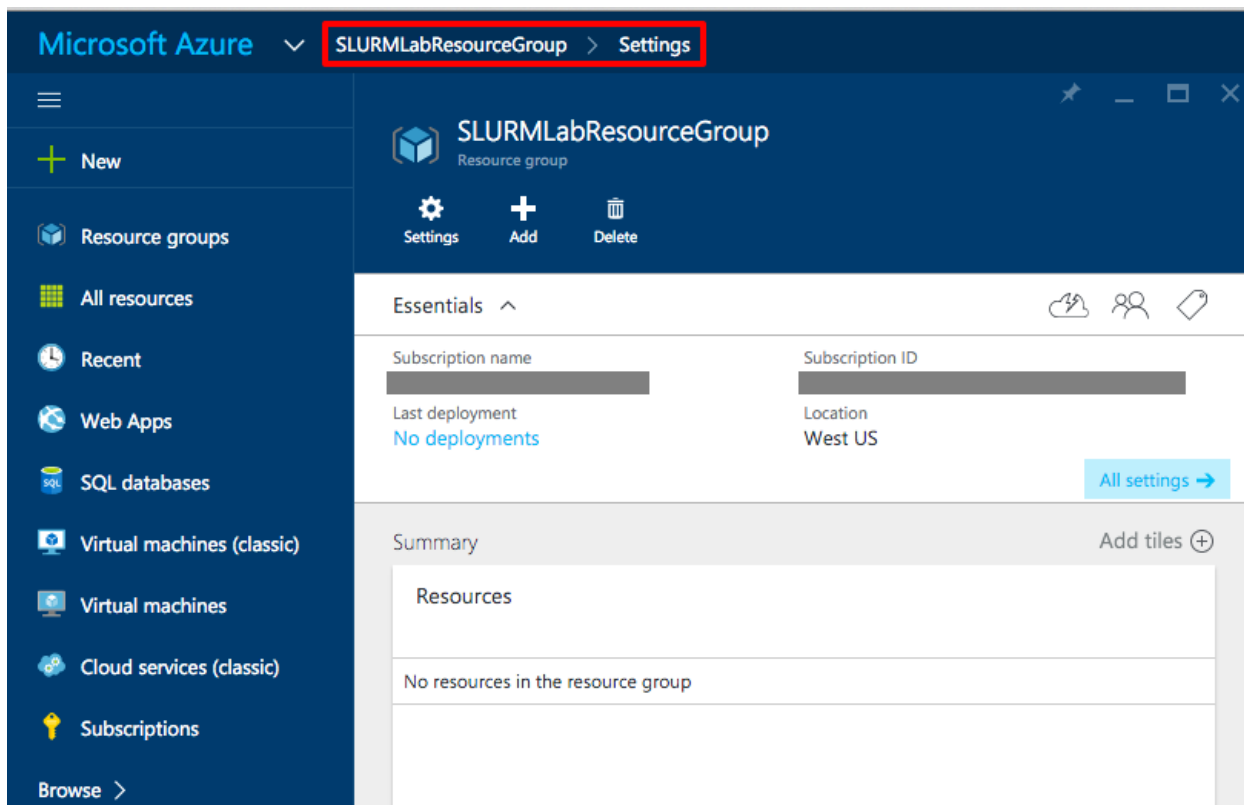 Microsoft Azure SLURMLabResourceGroup > Settings
New
Resource groups
All resources
Recent
Web Apps
SQL
SQL databases
Virtual machines (classic)
Virtual machines
Cloud services (classic)
Subscriptions
Browse >
SLURMLabResourceGroup
Resource group
Settings Add Delete
Essentials
Subscription name Subscription ID
Last deployment Location
No deployments West US
All settings →
Summary Add tiles
Resources
No resources in the resource group